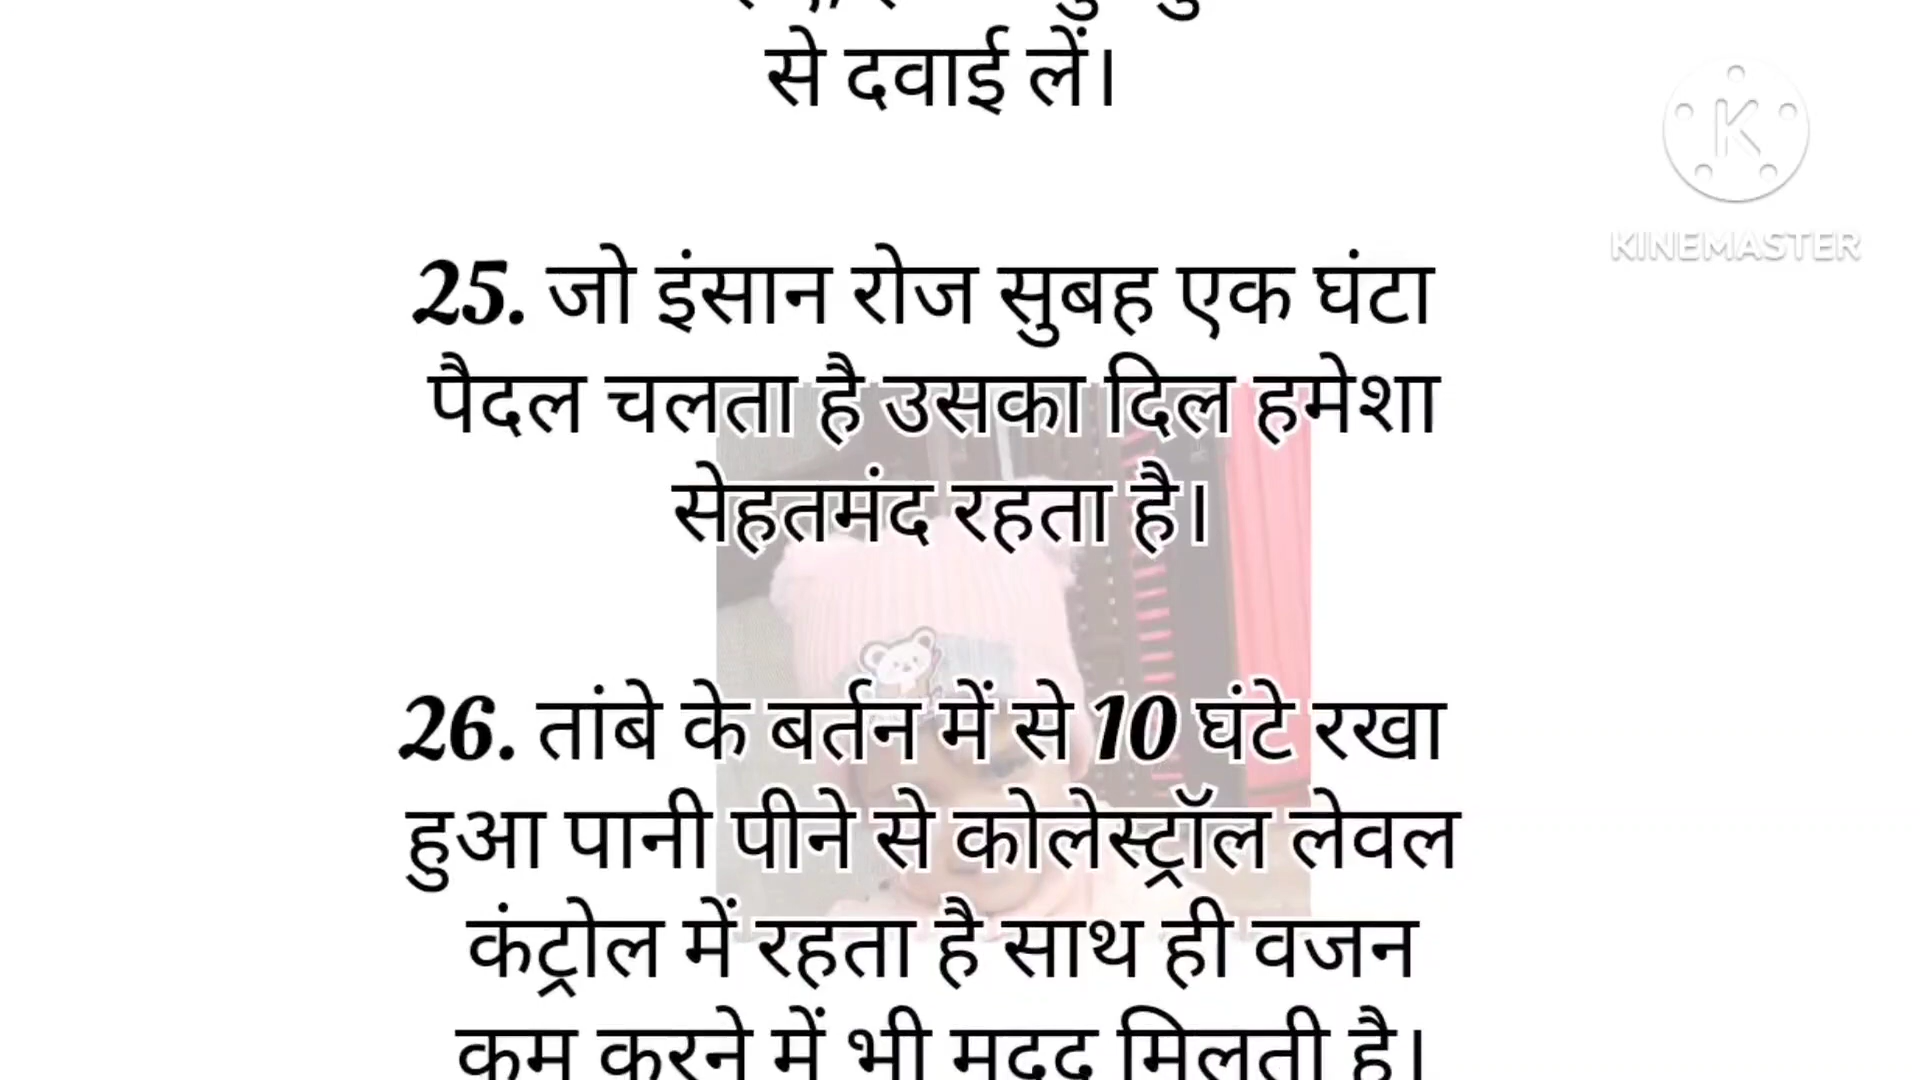 से दवाई लें।
25. जो इंसान रोज सुबह एक घंटा
पैदल चलता है उसका दिल हमेशा
सेहतमंद रहता है।
26. तांबे के बर्तन में से 10 घंटे रखा
हुआ पानी पीने से कोलेस्ट्रॉल लेवल
कंट्रोल में रहता है साथ ही वजन
कम करने में भी मदद मिलती है।
K
KINEMASTER